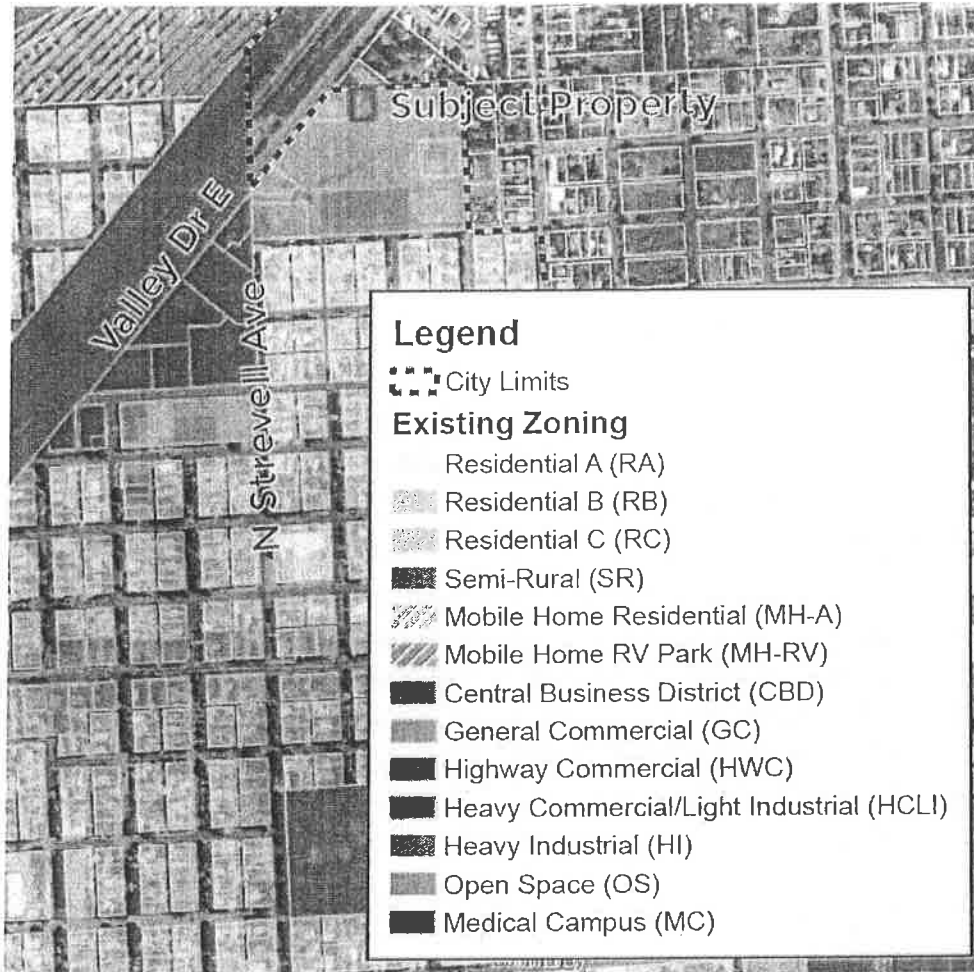 Subject Property
Valley Dr E
N Strevell Ave
Legend
City Limits
Existing Zoning
Residential A (RA)
Residential B (RB)
Residential C (RC)
Semi-Rural (SR)
Mobile Home Residential (MH-A)
Mobile Home RV Park (MH-RV)
Central Business District (CBD)
General Commercial (GC)
Highway Commercial (HWC)
Heavy Commercial/Light Industrial (HCLI)
Heavy Industrial (HI)
Open Space (OS)
Medical Campus (MC)